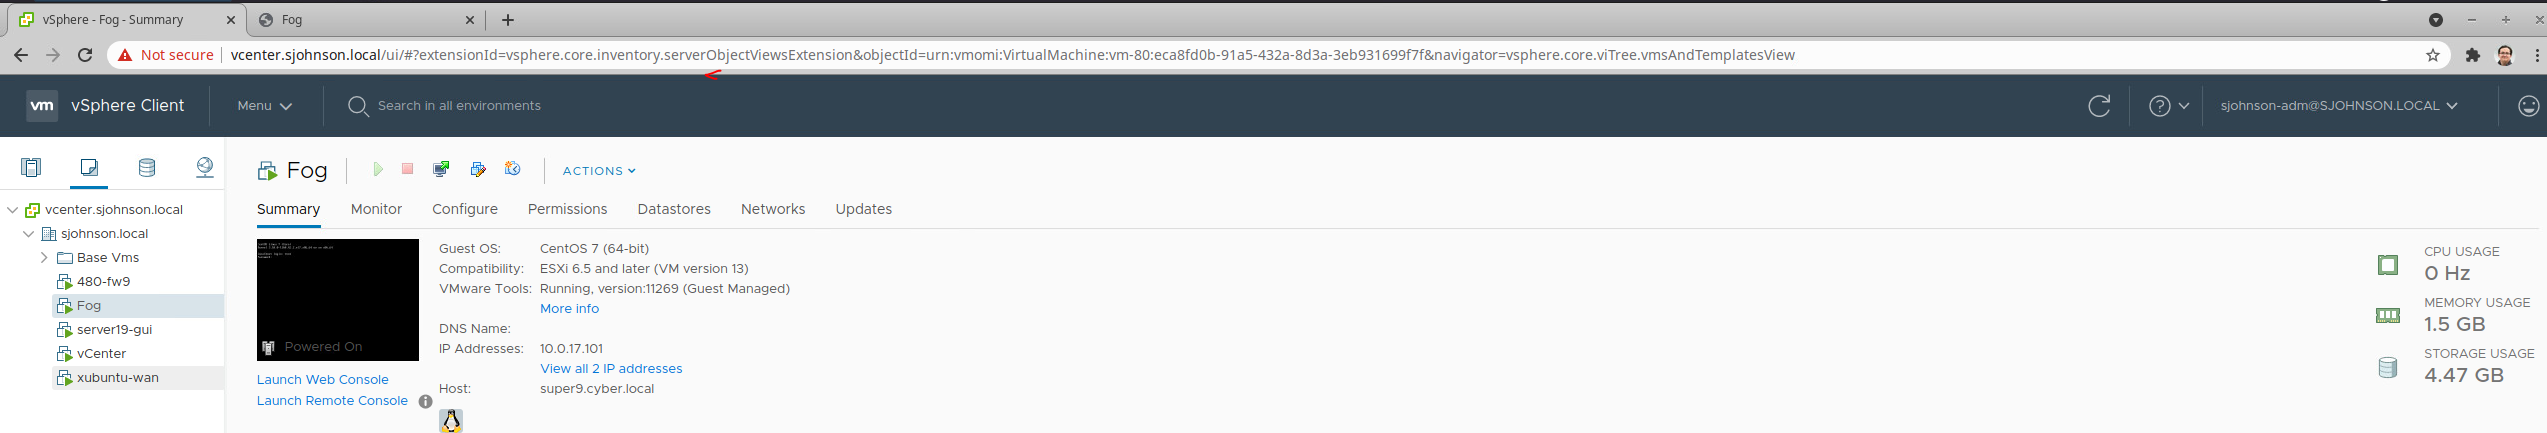 vSphere - Fog - Summary
Fog
Not secure
vcenter.sjohnson.local/ui/#?extensionId=vsphere.core.inventory.serverObjectViewsExtension&objectId=urn:vmomi:VirtualMachine:vm-80:eca8fd0b-91a5-432a-8d3a-3eb931699f7f&navigator=vsphere.core.viTree.vmsAndTemplatesView
vm vSphere Client
Menu
Search in all environments
sjohnson-adm@SJOHNSON.LOCAL
vcenter.sjohnson.local
sjohnson.local
Base Vms
480-fw9
Fog
server19-gui
vCenter
xubuntu-wan
Fog
ACTIONS
Summary Monitor Configure Permissions Datastores Networks Updates
Powered On
Launch Web Console
Launch Remote Console
Guest OS: CentOS 7 (64-bit)
Compatibility: ESXi 6.5 and later (VM version 13)
VMware Tools: Running, version:11269 (Guest Managed)
More info
DNS Name:
IP Addresses: 10.0.17.101
View all 2 IP addresses
Host: super9.cyber.local
CPU USAGE
0 Hz
MEMORY USAGE
1.5 GB
STORAGE USAGE
4.47 GB